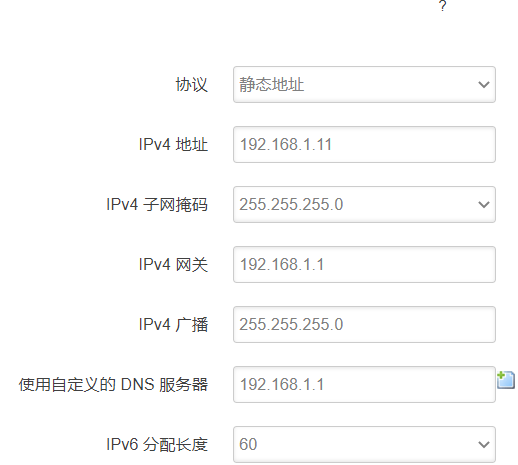 ?
协议 静态地址
IPv4 地址 192.168.1.11
IPv4 子网掩码 255.255.255.0
IPv4 网关 192.168.1.1
IPv4 广播 255.255.255.0
使用自定义的 DNS 服务器 192.168.1.1
IPv6 分配长度 60